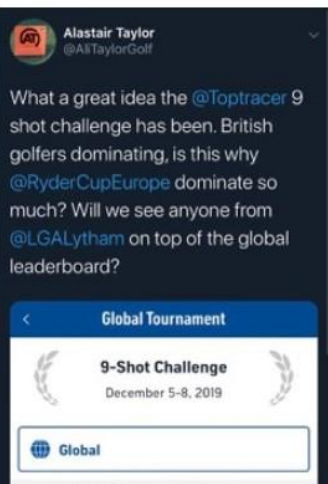 Alastair Taylor
@AliTaylorGolf
What a great idea the @Toptracer 9
shot challenge has been. British
golfers dominating, is this why
@RyderCupEurope dominate so
much? Will we see anyone from
@LGALytham on top of the global
leaderboard?
Global Tournament
9-Shot Challenge
December 5-8, 2019
Global